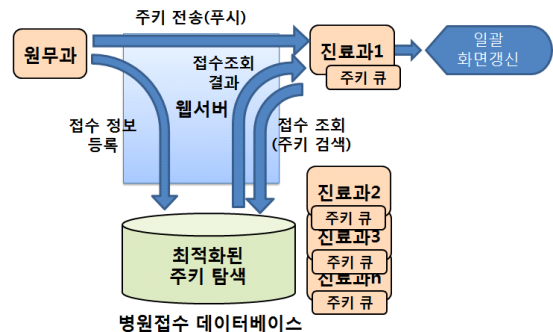 주키 전송(푸시)
원무과
진료과1
주키 큐
일괄
화면갱신
접수조회
결과
웹서버
접수 정보
등록
접수 조회
(주키 검색)
진료과2
주키 큐
진료과3
주키 큐
진료과n
주키 큐
최적화된
주키 탐색
병원접수 데이터베이스